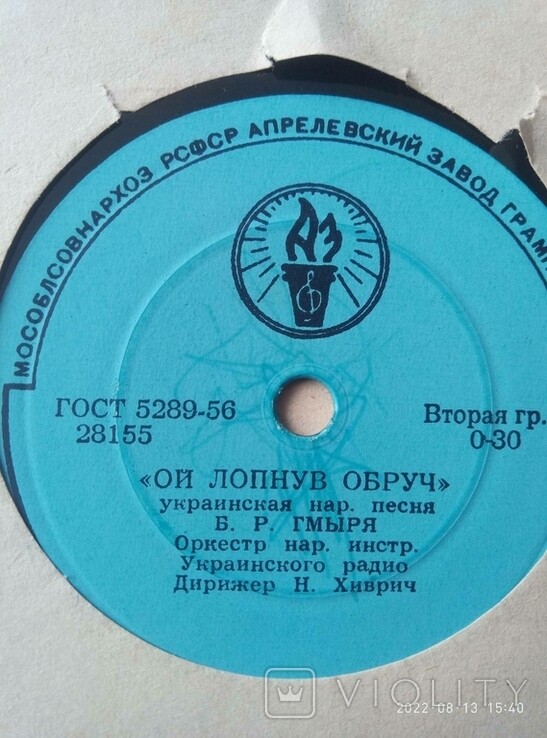 МОСОБЛСОВНАРХОЗ РСФСР АПРЕЛЕВСКИЙ ЗАВОД ГРАМП
АЗ
ГОСТ 5289-56
28155
Вторая гр.
0-30
«ОЙ ЛОПНУВ ОБРУЧ»
украинская нар. песня
Б. Р. ГМЫРЯ
Оркестр нар. инстр.
Украинского радио
Дирижер Н. Хиврич
VIOLITY
2022-08-13 15:40